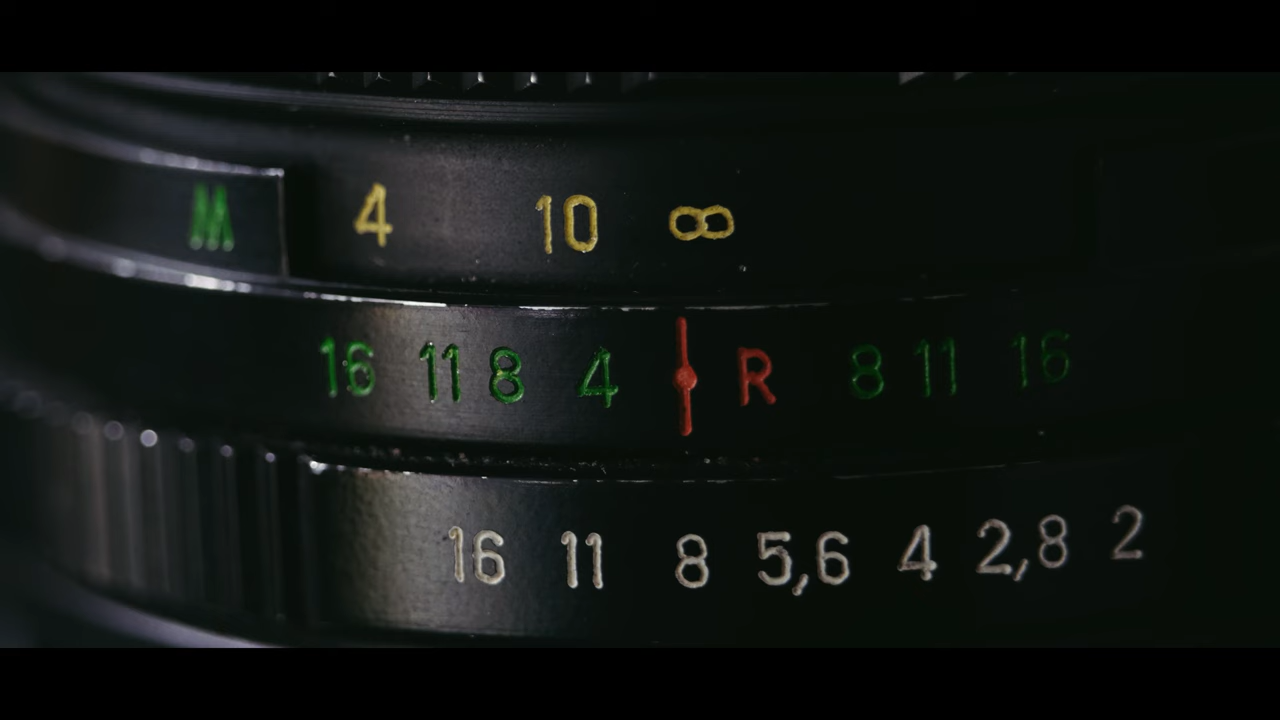 M 4 10 ∞
16 11 8 4 R 8 11 16
16 11 8 5,6 4 2,8 2